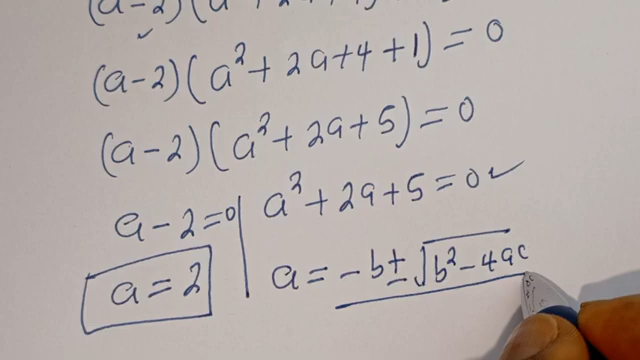 (a-2)(a²+2a+4+1)=0
(a-2)(a²+2a+5)=0
a-2=0 | a²+2a+5=0 ✓
a=2 | a=-b±√b²-4ac